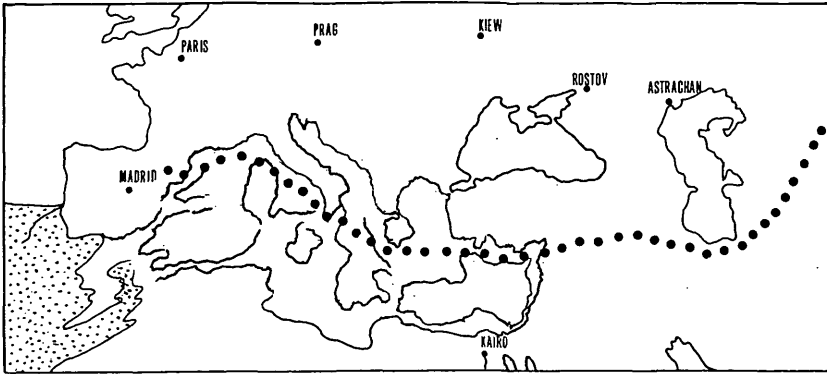 PARIS
PRAG
KIEW
ROSTOV
ASTRACHAN
MADRID
KAIRO